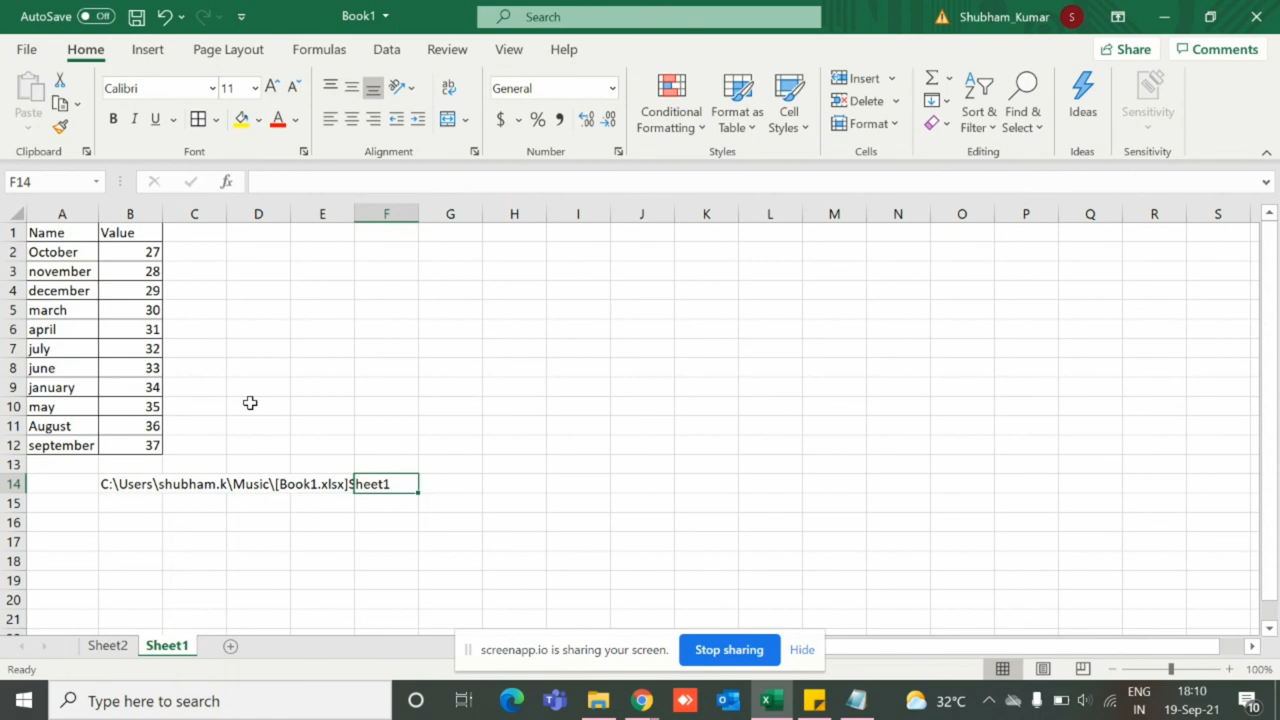 AutoSave Off Book1 Search Shubham_Kumar S
File Home Insert Page Layout Formulas Data Review View Help Share Comments
Paste
Clipboard
Calibri 11
B I U A
Font
ab
Alignment
General
$ % 9
Number
Conditional Formatting
Format as Table
Cell Styles
Styles
Insert
Delete
Format
Cells
Sort & Filter
Find & Select
Editing
Ideas
Ideas
Sensitivity
Sensitivity
F14 fx
A B C D E F G H I J K L M N O P Q R S
1 Name Value
2 October 27
3 november 28
4 december 29
5 march 30
6 april 31
7 july 32
8 june 33
9 january 34
10 may 35
11 August 36
12 september 37
13
14 C:\Users\shubham.k\Music\[Book1.xlsx]Sheet1
15
16
17
18
19
20
21
Sheet2 Sheet1
screenapp.io is sharing your screen. Stop sharing Hide
Ready 100%
Type here to search 32°C ENG 18:10
IN 19-Sep-21 10